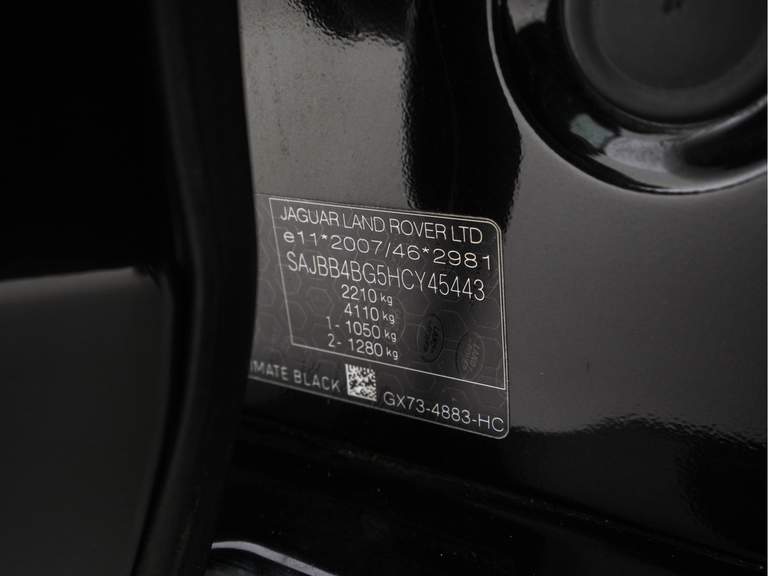 JAGUAR LAND ROVER LTD
e11*2007/46*2981
SAJBB4BG5HCY45443
2210 kg
4110 kg
1- 1050 kg
2- 1280 kg
IMATE BLACK
GX73-4883-HC